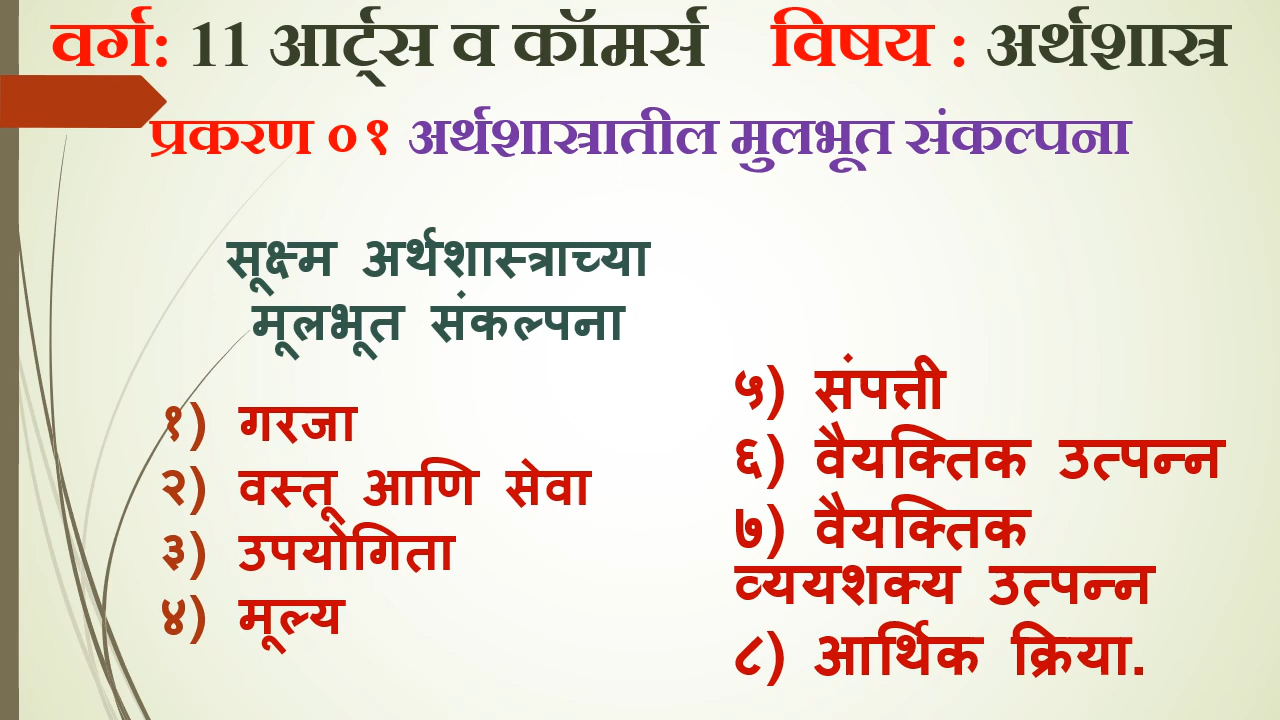 वर्ग: 11 आर्ट्स व कॉमर्स विषय : अर्थशास्त्र
प्रकरण ०१ अर्थशास्त्रातील मुलभूत संकल्पना
सूक्ष्म अर्थशास्त्राच्या
मूलभूत संकल्पना
१) गरजा
२) वस्तू आणि सेवा
३) उपयोगिता
४) मूल्य
५) संपत्ती
६) वैयक्तिक उत्पन्न
७) वैयक्तिक
व्ययशक्य उत्पन्न
८) आर्थिक क्रिया.